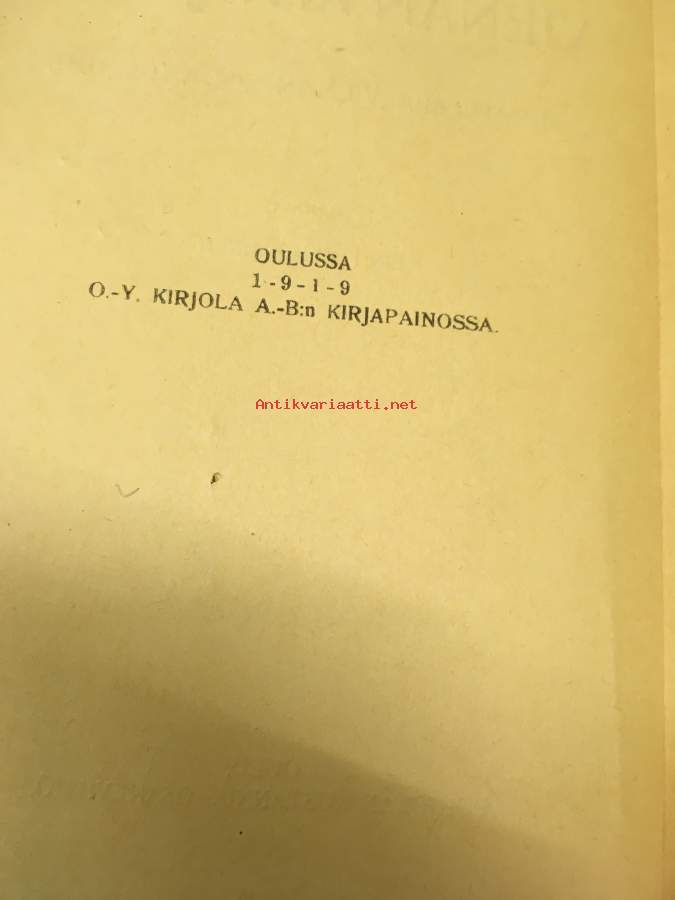 OULUSSA
1-9-1-9
O.-Y. KIRJOLA A.-B:n KIRJAPAINOSSA.
Antikvariaatti.net